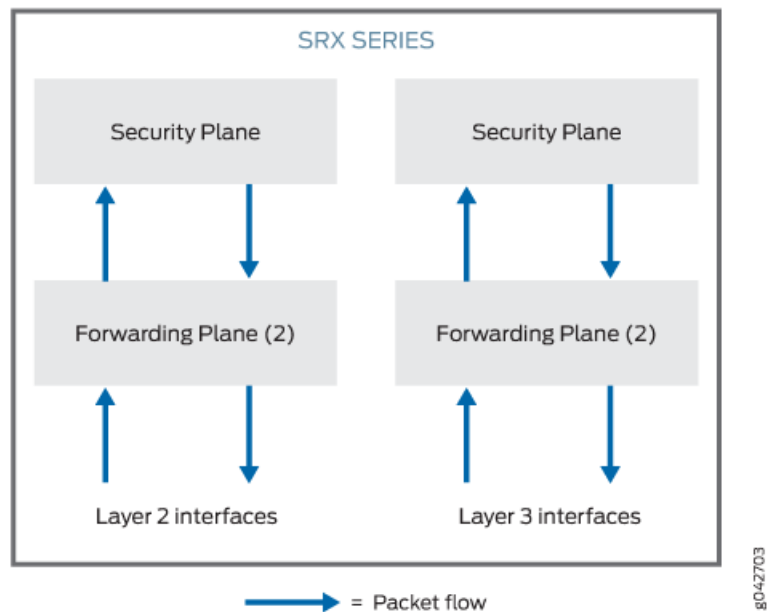 SRX SERIES
Security Plane
Security Plane
Forwarding Plane (2)
Forwarding Plane (2)
Layer 2 interfaces
Layer 3 interfaces
= Packet flow
g042703